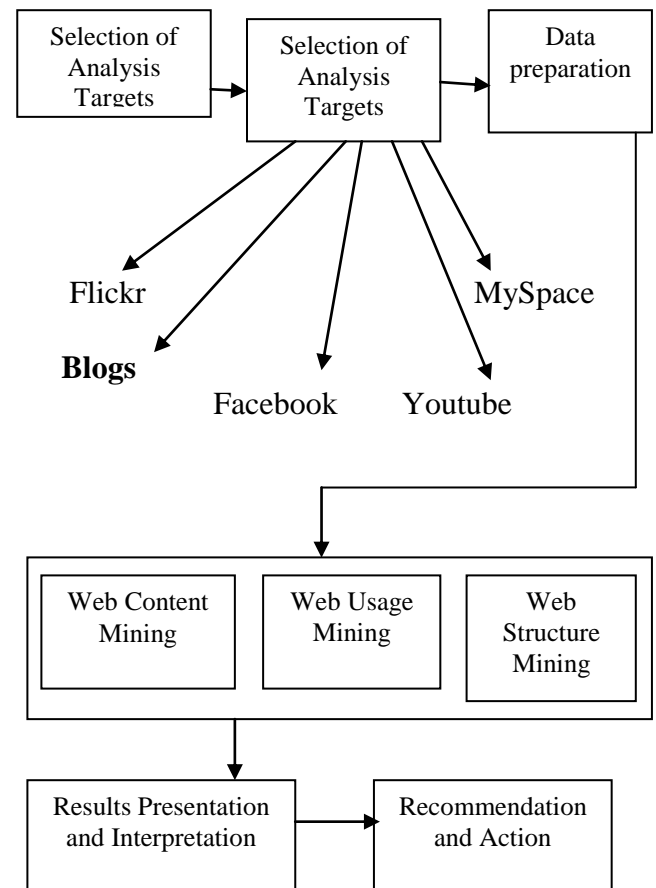 Selection of
Analysis
Targets
Selection of
Analysis
Targets
Data
preparation
Flickr
MySpace
Blogs
Facebook
Youtube
Web Content
Mining
Web Usage
Mining
Web
Structure
Mining
Results Presentation
and Interpretation
Recommendation
and Action